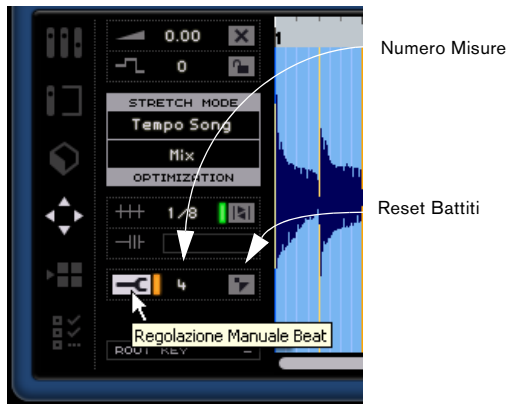 0.00
1
Numero Misure
0
STRETCH MODE
Tempo Song
Mix
OPTIMIZATION
1/8
Reset Battiti
4
Regolazione Manuale Beat
ROOT KEY -